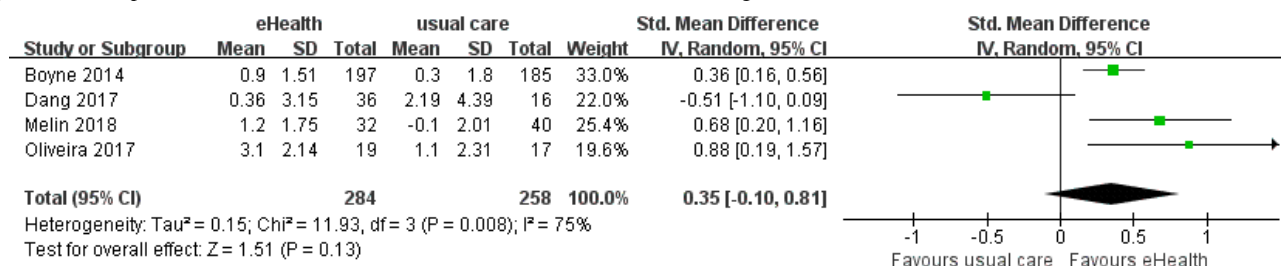 eHealth usual care Std. Mean Difference Std. Mean Difference
Study or Subgroup Mean SD Total Mean SD Total Weight IV, Random, 95% CI IV, Random, 95% CI
Boyne 2014 0.9 1.51 197 0.3 1.8 185 33.0% 0.36 [0.16, 0.56]
Dang 2017 0.36 3.15 36 2.19 4.39 16 22.0% -0.51 [-1.10, 0.09]
Melin 2018 1.2 1.75 32 -0.1 2.01 40 25.4% 0.68 [0.20, 1.16]
Oliveira 2017 3.1 2.14 19 1.1 2.31 17 19.6% 0.88 [0.19, 1.57]
Total (95% CI) 284 258 100.0% 0.35 [-0.10, 0.81]
Heterogeneity: Tau² = 0.15; Chi² = 11.93, df = 3 (P = 0.008); I² = 75%
Test for overall effect: Z = 1.51 (P = 0.13)
-1 -0.5 0 0.5 1
Favours usual care Favours eHealth